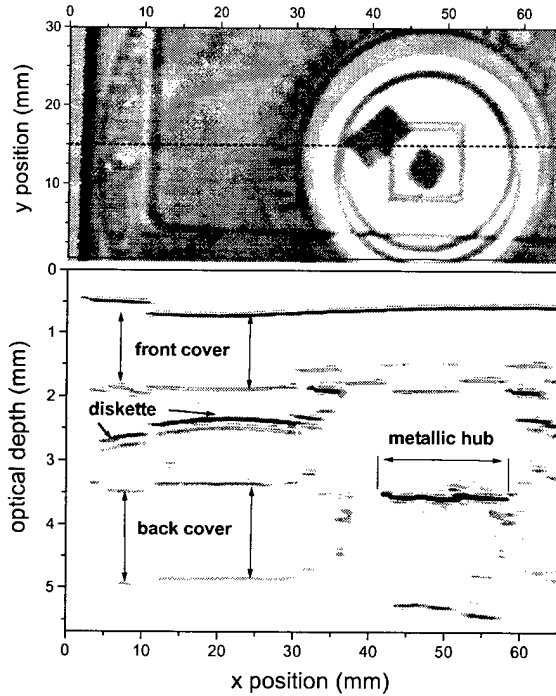 0 10 20 30 40 50 60
30
20
10
y position (mm)
0
1
2
3
4
5
optical depth (mm)
front cover
diskette
metallic hub
back cover
0 10 20 30 40 50 60
x position (mm)